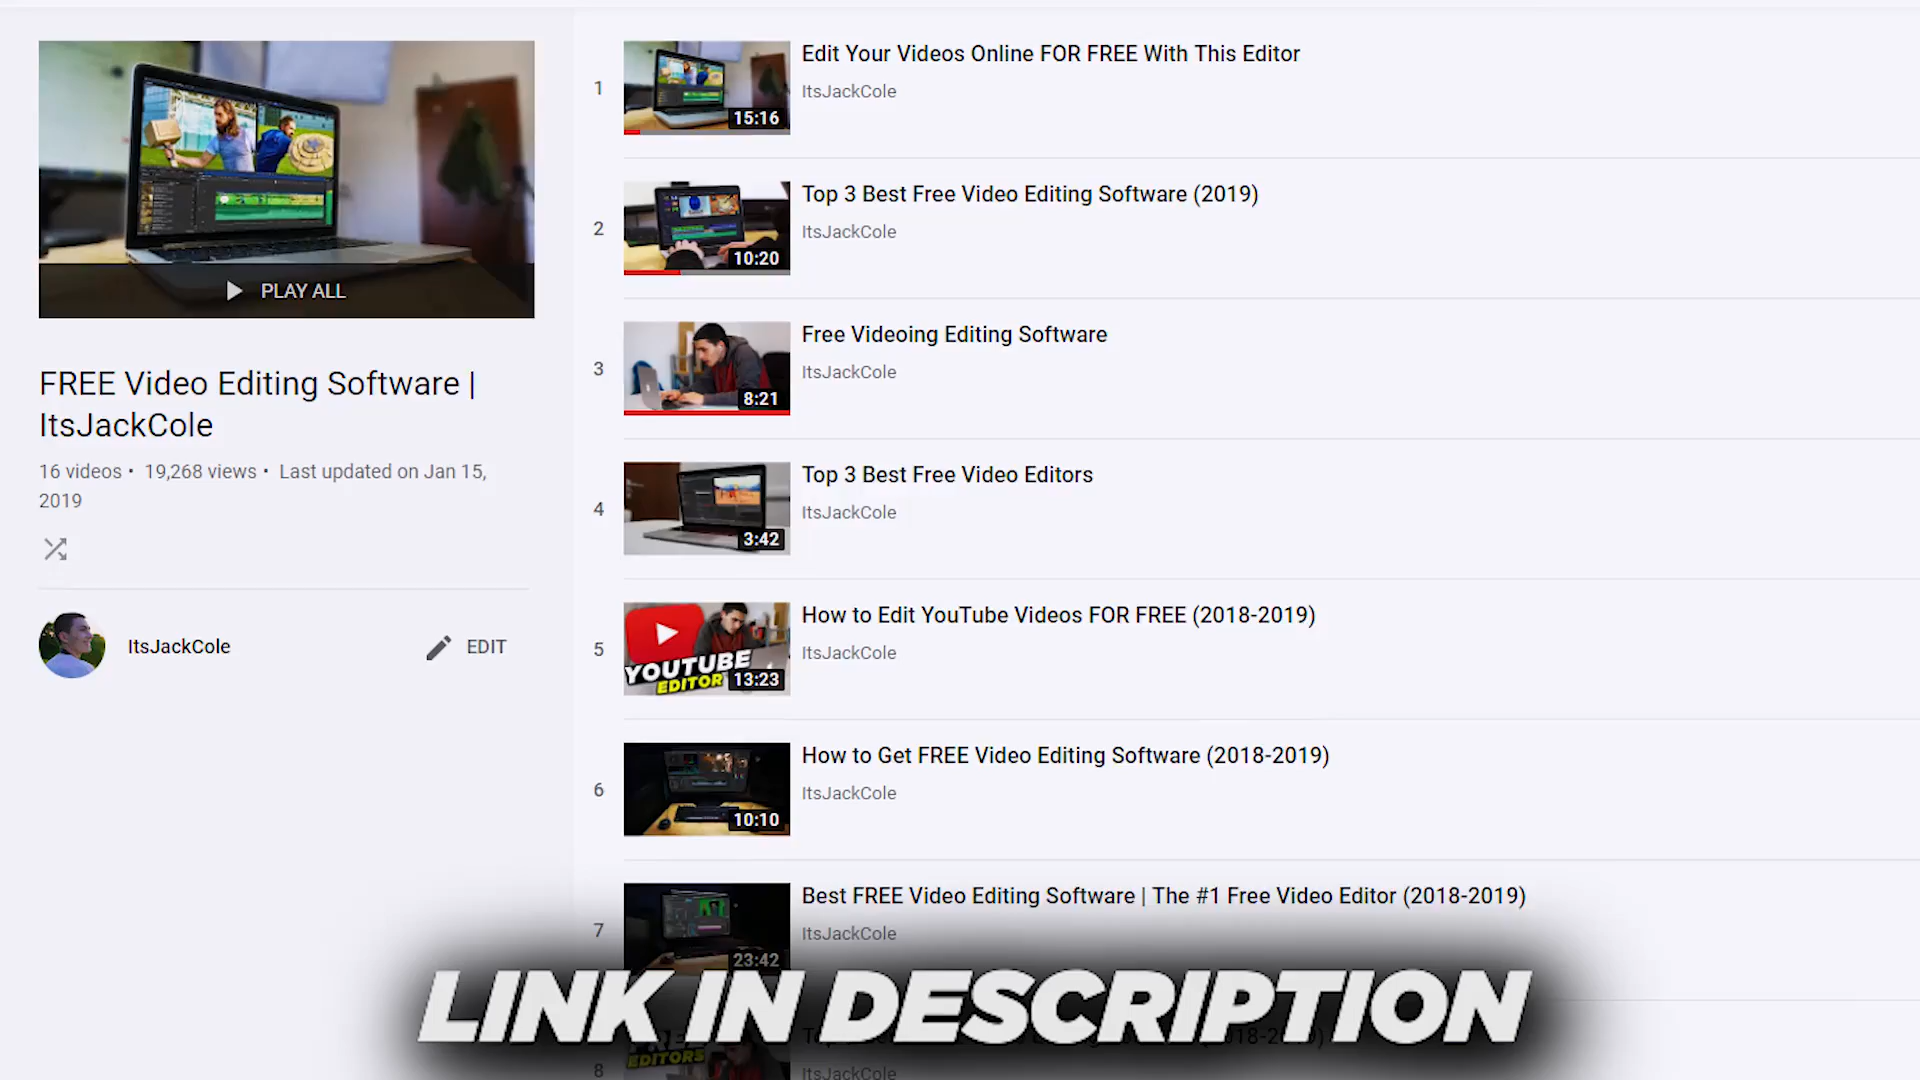 PLAY ALL
FREE Video Editing Software |
ItsJackCole
16 videos • 19,268 views • Last updated on Jan 15,
2019
ItsJackCole
EDIT
1
15:16
Edit Your Videos Online FOR FREE With This Editor
ItsJackCole
2
10:20
Top 3 Best Free Video Editing Software (2019)
ItsJackCole
3
8:21
Free Videoing Editing Software
ItsJackCole
4
3:42
Top 3 Best Free Video Editors
ItsJackCole
5
YOUTUBE
EDITOR
13:23
How to Edit YouTube Videos FOR FREE (2018-2019)
ItsJackCole
6
10:10
How to Get FREE Video Editing Software (2018-2019)
ItsJackCole
7
23:42
Best FREE Video Editing Software | The #1 Free Video Editor (2018-2019)
ItsJackCole
LINK IN DESCRIPTION
8
FREE
EDITORS
ItsJackCole